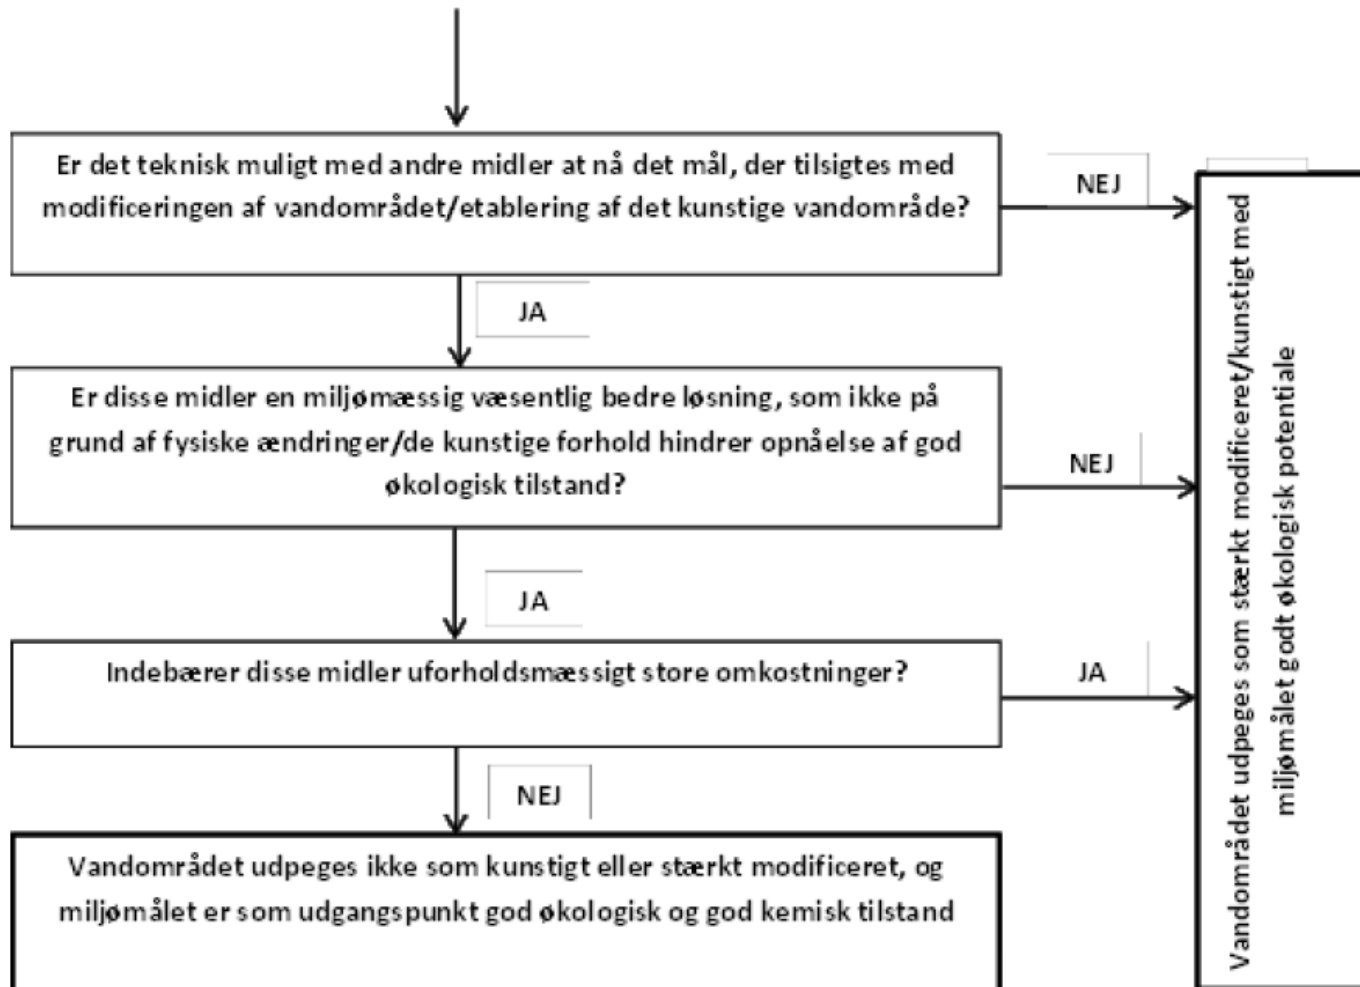 Er det teknisk muligt med andre midler at nå det mål, der tilsigtes med
modificeringen af vandområdet/etablering af det kunstige vandområde?
NEJ
JA
Er disse midler en miljømæssig væsentlig bedre løsning, som ikke på
grund af fysiske ændringer/de kunstige forhold hindrer opnåelse af god
økologisk tilstand?
NEJ
JA
Indebærer disse midler uforholdsmæssigt store omkostninger?
JA
NEJ
Vandområdet udpeges ikke som kunstigt eller stærkt modificeret, og
miljømålet er som udgangspunkt god økologisk og god kemisk tilstand
Vandområdet udpeges som stærkt modificeret/kunstigt med
miljømålet godt økologisk potentiale